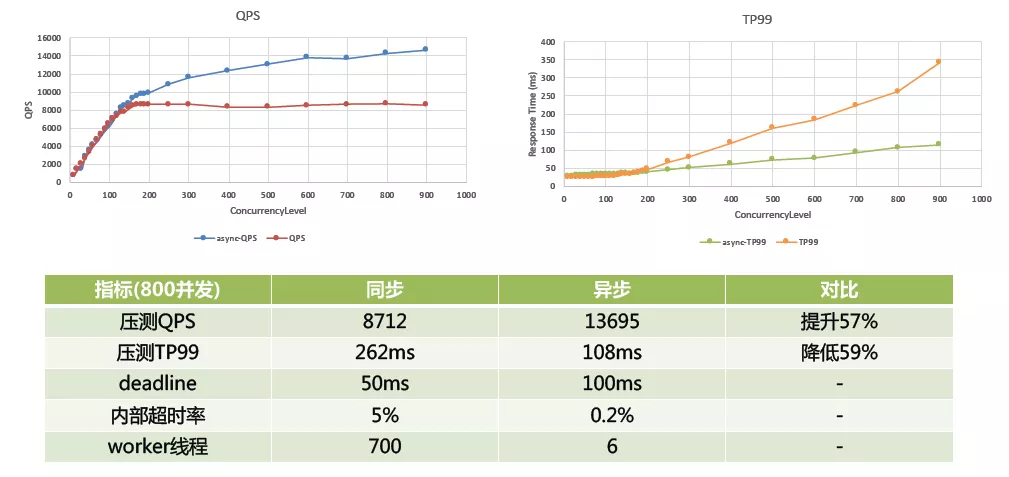 QPS
16000
14000
12000
10000
8000
6000
4000
2000
0
QPS
0 100 200 300 400 500 600 700 800 900 1000
ConcurrencyLevel
async-QPS QPS
TP99
400
350
300
250
200
150
100
50
0
Response Time (ms)
0 100 200 300 400 500 600 700 800 900 1000
ConcurrencyLevel
async-TP99 TP99
指标(800并发) 同步 异步 对比
压测QPS 8712 13695 提升57%
压测TP99 262ms 108ms 降低59%
deadline 50ms 100ms -
内部超时率 5% 0.2% -
worker线程 700 6 -